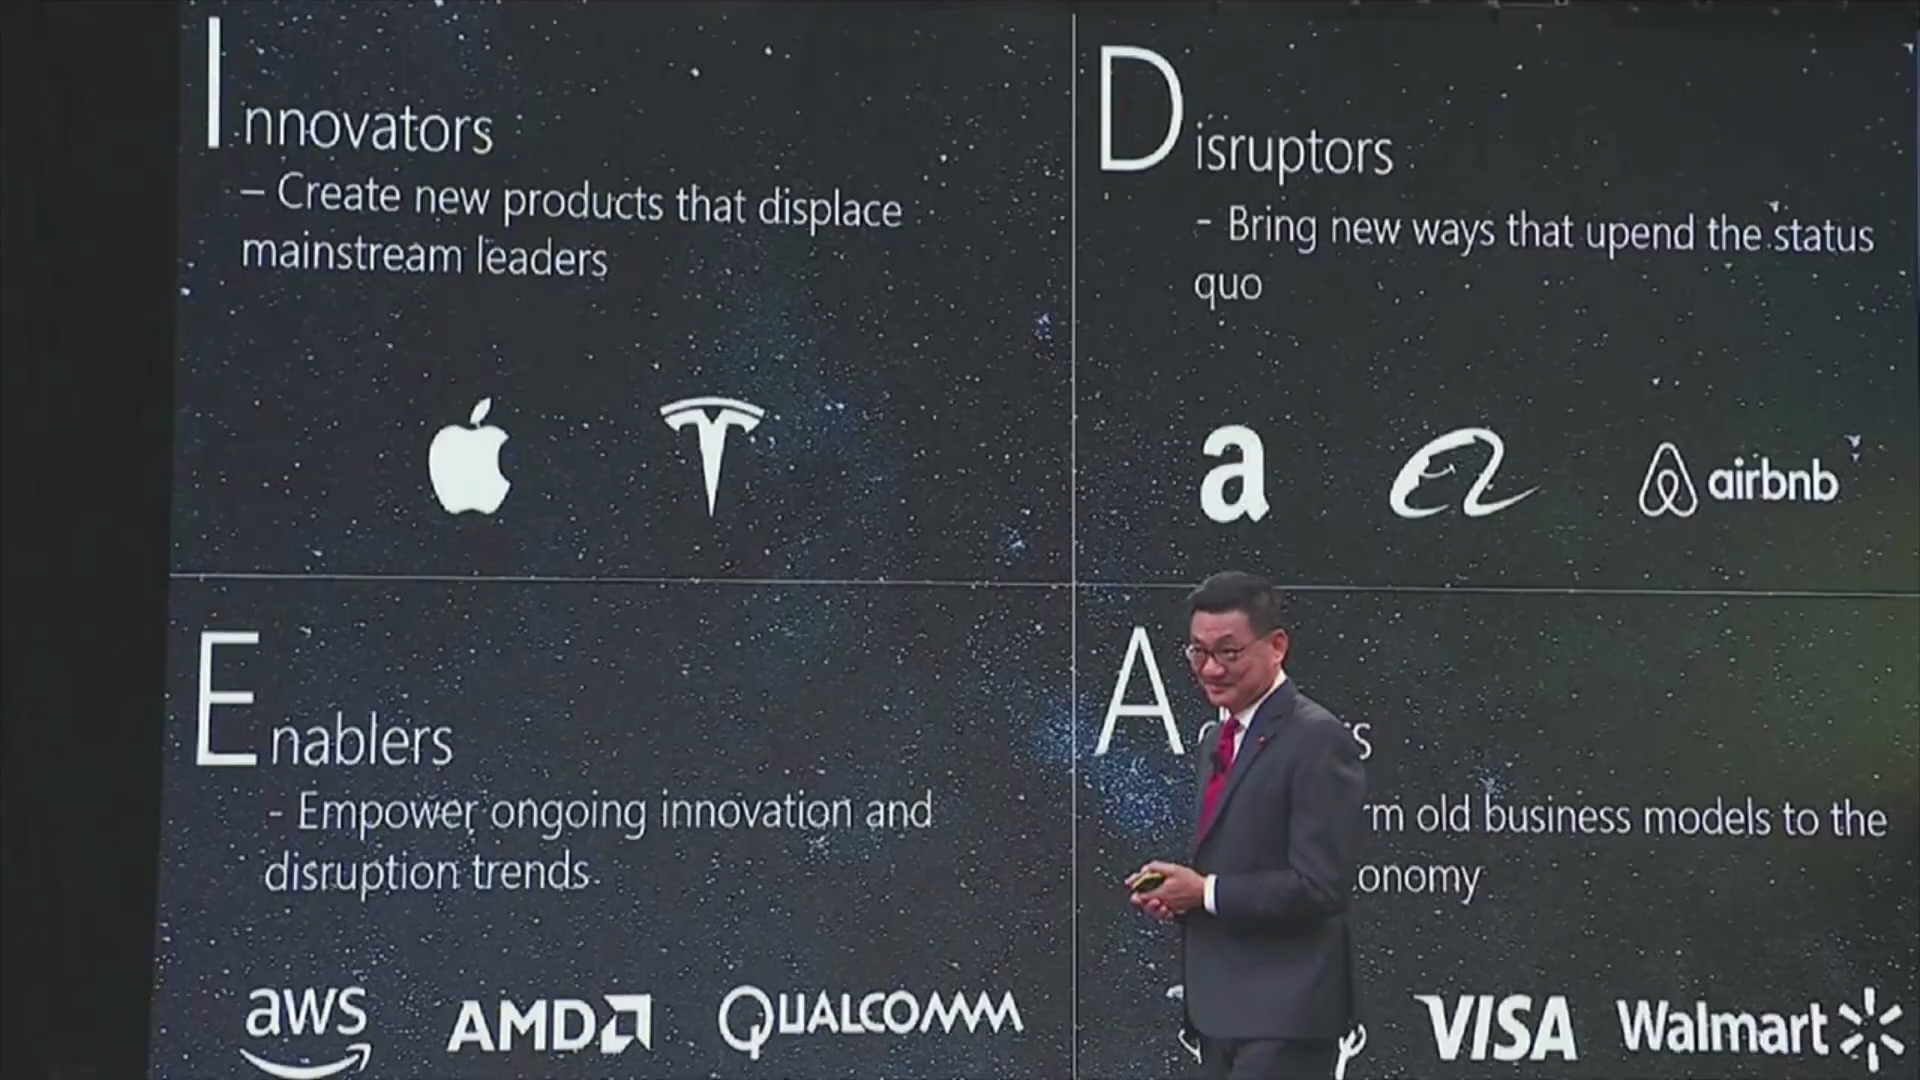 Innovators
– Create new products that displace
mainstream leaders
Disruptors
- Bring new ways that upend the status
quo
a
airbnb
Enablers
- Empower ongoing innovation and
disruption trends.
aws
AMD
QUALCOMM
A
s
rm old business models to the
onomy
VISA
Walmart